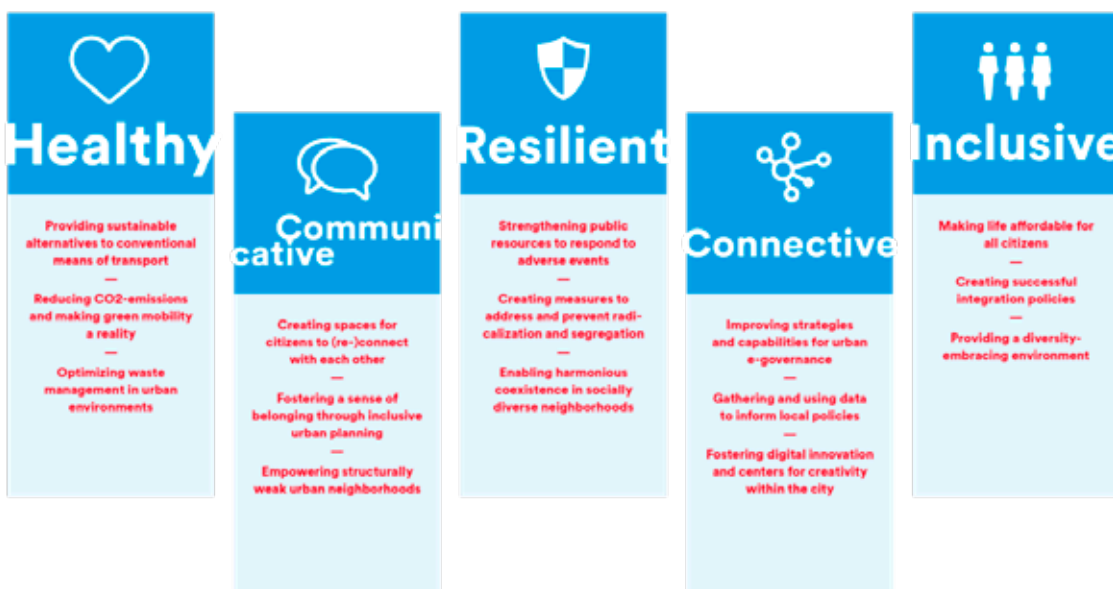 Healthy
Providing sustainable
alternatives to conventional
means of transport
—
Reducing CO2-emissions
and making green mobility
a reality
—
Optimizing waste
management in urban
environments
Communi
cative
Creating spaces for
citizens to (re-)connect
with each other
—
Fostering a sense of
belonging through inclusive
urban planning
—
Empowering structurally
weak urban neighborhoods
Resilient
Strengthening public
resources to respond to
adverse events
—
Creating measures to
address and prevent radi-
calization and segregation
—
Enabling harmonious
coexistence in socially
diverse neighborhoods
Connective
Improving strategies
and capabilities for urban
e-governance
—
Gathering and using data
to inform local policies
—
Fostering digital innovation
and centers for creativity
within the city
Inclusive
Making life affordable for
all citizens
—
Creating successful
integration policies
—
Providing a diversity-
embracing environment